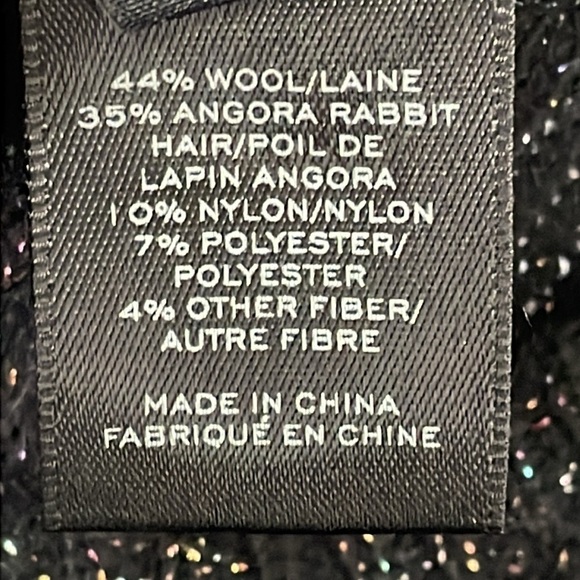 44% WOOL/LAINE
35% ANGORA RABBIT
HAIR/POIL DE
LAPIN ANGORA
10% NYLON/NYLON
7% POLYESTER/
POLYESTER
4% OTHER FIBER/
AUTRE FIBRE
MADE IN CHINA
FABRIQUÉ EN CHINE